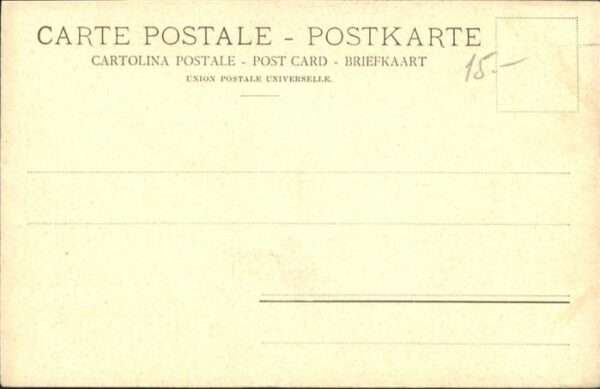 CARTE POSTALE - POSTKARTE
CARTOLINA POSTALE - POST CARD - BRIEFKAART
15.-
UNION POSTALE UNIVERSELLE.